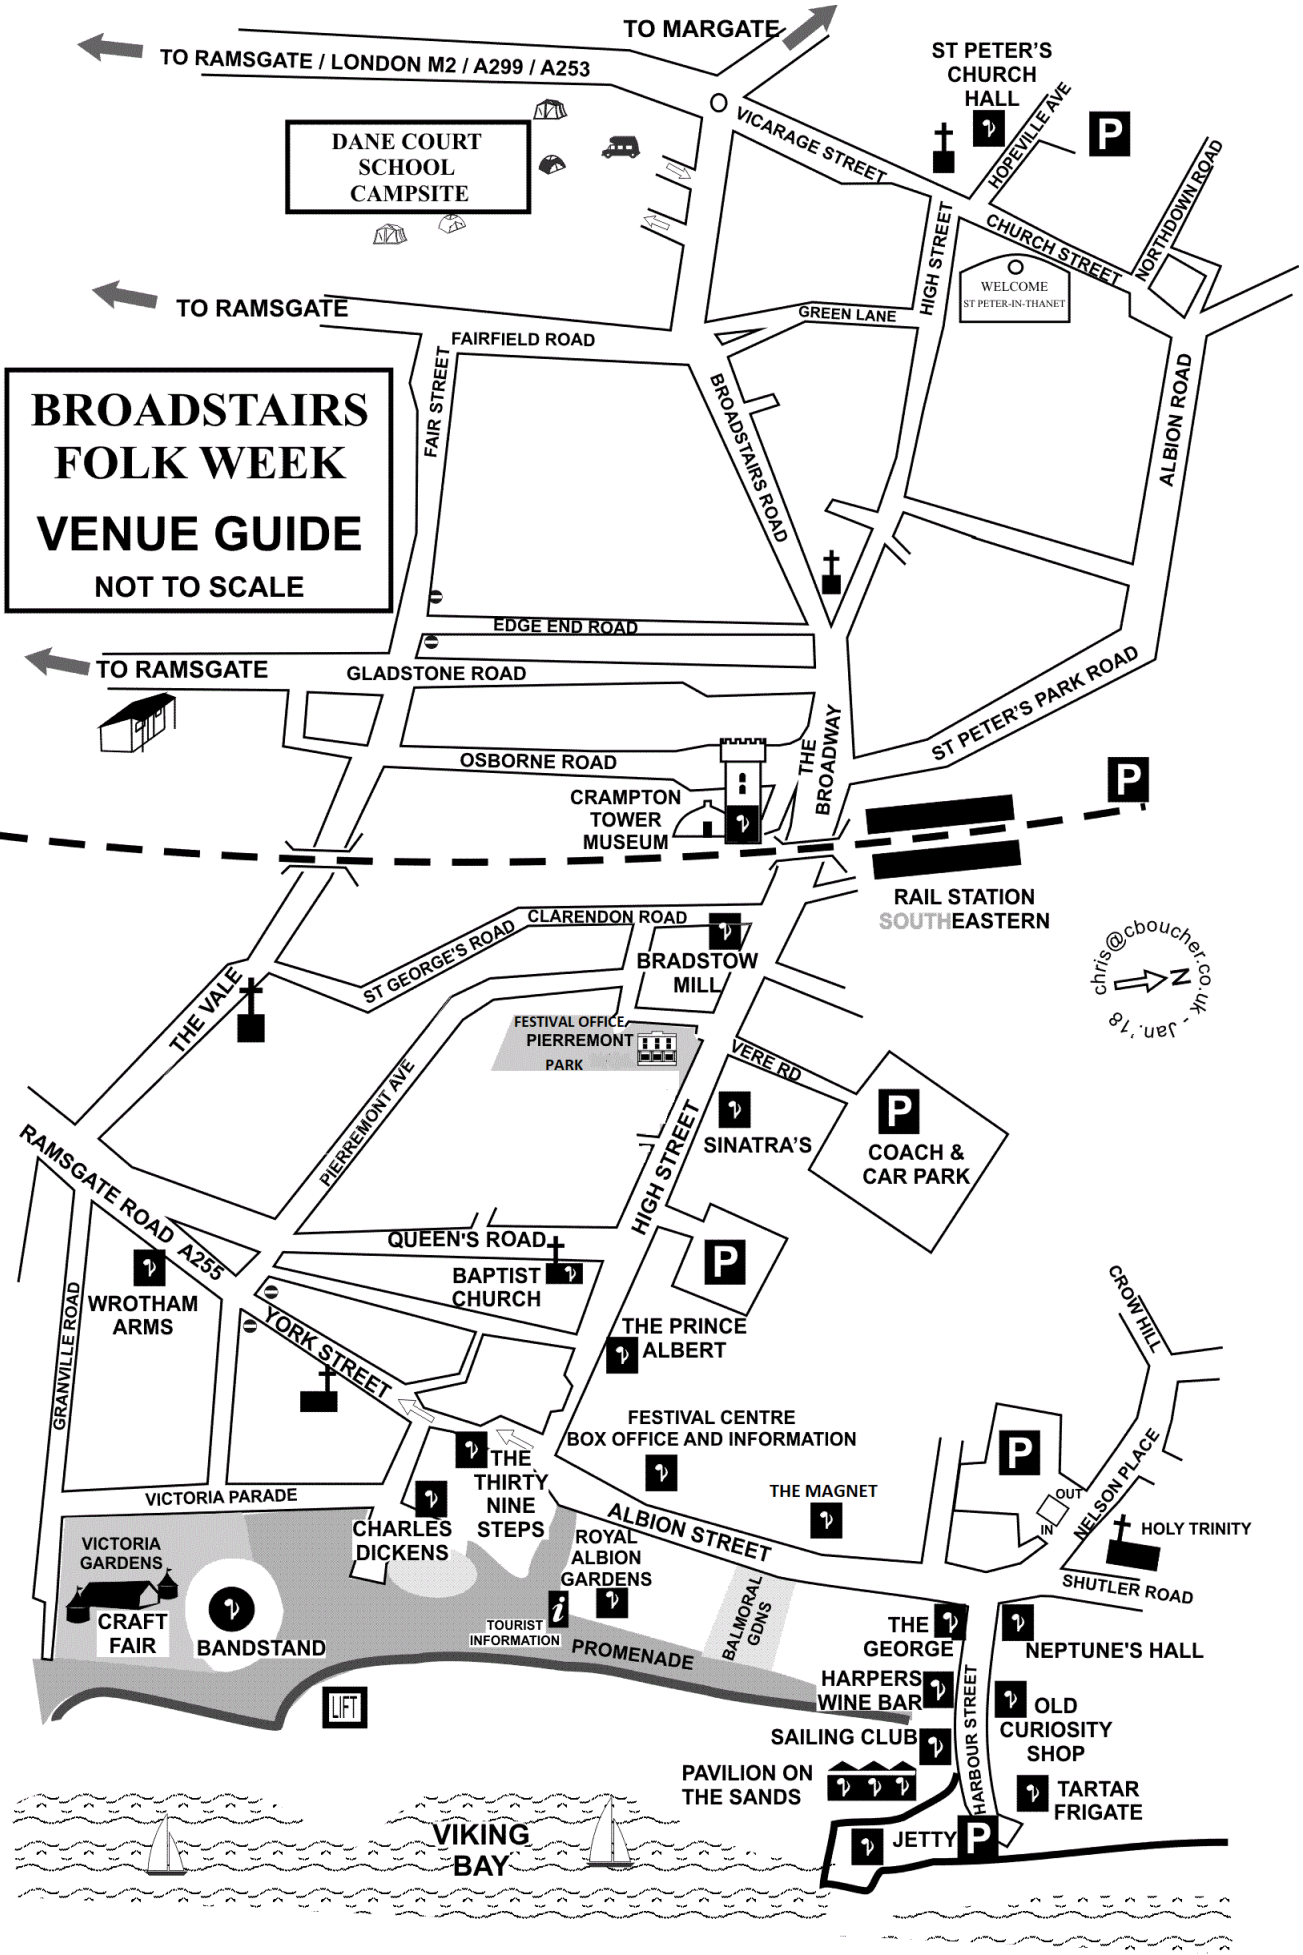 TO MARGATE
TO RAMSGATE / LONDON M2 / A299 / A253
ST PETER'S
CHURCH
HALL
HOPEVILLE AVE
P
VICARAGE STREET
DANE COURT
SCHOOL
CAMPSITE
NORTHDOWN ROAD
CHURCH STREET
HIGH STREET
WELCOME
ST PETER-IN-THANET
TO RAMSGATE
GREEN LANE
FAIRFIELD ROAD
FAIR STREET
BROADSTAIRS ROAD
ALBION ROAD
BROADSTAIRS
FOLK WEEK
VENUE GUIDE
NOT TO SCALE
EDGE END ROAD
TO RAMSGATE
GLADSTONE ROAD
ST PETER'S PARK ROAD
THE
BROADWAY
OSBORNE ROAD
P
CRAMPTON
TOWER
MUSEUM
RAIL STATION
SOUTHEASTERN
CLARENDON ROAD
ST GEORGE'S ROAD
BRADSTOW
MILL
chris@cboucher.co.uk - Jan.'18
N
THE VALE
FESTIVAL OFFICE
PIERREMONT
PARK
VERE RD
PIERREMONT AVE
P
COACH &
CAR PARK
SINATRA'S
HIGH STREET
RAMSGATE ROAD A255
QUEEN'S ROAD
P
BAPTIST
CHURCH
WROTHAM
ARMS
GRANVILLE ROAD
YORK STREET
THE PRINCE
ALBERT
CROW HILL
FESTIVAL CENTRE
BOX OFFICE AND INFORMATION
P
NELSON PLACE
OUT
IN
THE
THIRTY
NINE
STEPS
THE MAGNET
ALBION STREET
VICTORIA PARADE
CHARLES
DICKENS
HOLY TRINITY
SHUTLER ROAD
VICTORIA
GARDENS
ROYAL
ALBION
GARDENS
BALMORAL
GDNS
CRAFT
FAIR
BANDSTAND
TOURIST
INFORMATION
i
PROMENADE
THE
GEORGE
NEPTUNE'S HALL
HARPERS
WINE BAR
HARBOUR STREET
OLD
CURIOSITY
SHOP
LIFT
SAILING CLUB
PAVILION ON
THE SANDS
TARTAR
FRIGATE
VIKING
BAY
JETTY
P